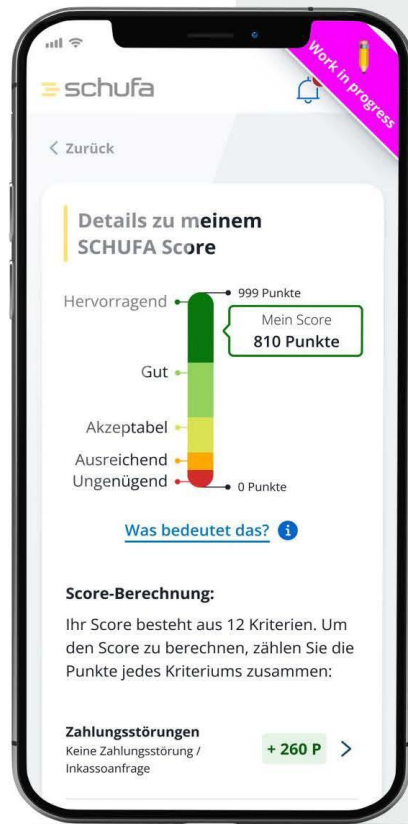 schufa
Work in progress
Zurück
Details zu meinem
SCHUFA Score
999 Punkte
Hervorragend
Mein Score
810 Punkte
Gut
Akzeptabel
Ausreichend
Ungenügend
0 Punkte
Was bedeutet das? i
Score-Berechnung:
Ihr Score besteht aus 12 Kriterien. Um
den Score zu berechnen, zählen Sie die
Punkte jedes Kriteriums zusammen:
Zahlungsstörungen
Keine Zahlungsstörung /
Inkassoanfrage
+ 260 P